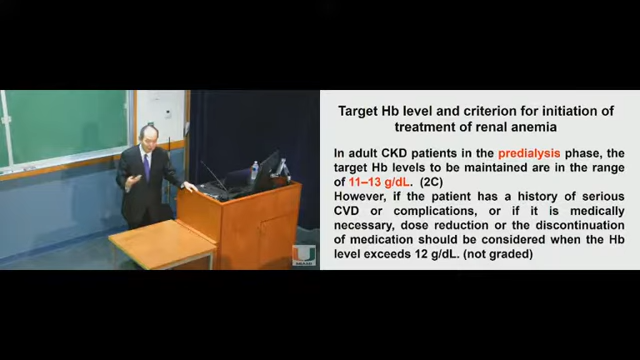 Target Hb level and criterion for initiation of
treatment of renal anemia
In adult CKD patients in the predialysis phase, the
target Hb levels to be maintained are in the range
of 11–13 g/dL. (2C)
However, if the patient has a history of serious
CVD or complications, or if it is medically
necessary, dose reduction or the discontinuation
of medication should be considered when the Hb
level exceeds 12 g/dL. (not graded)
U